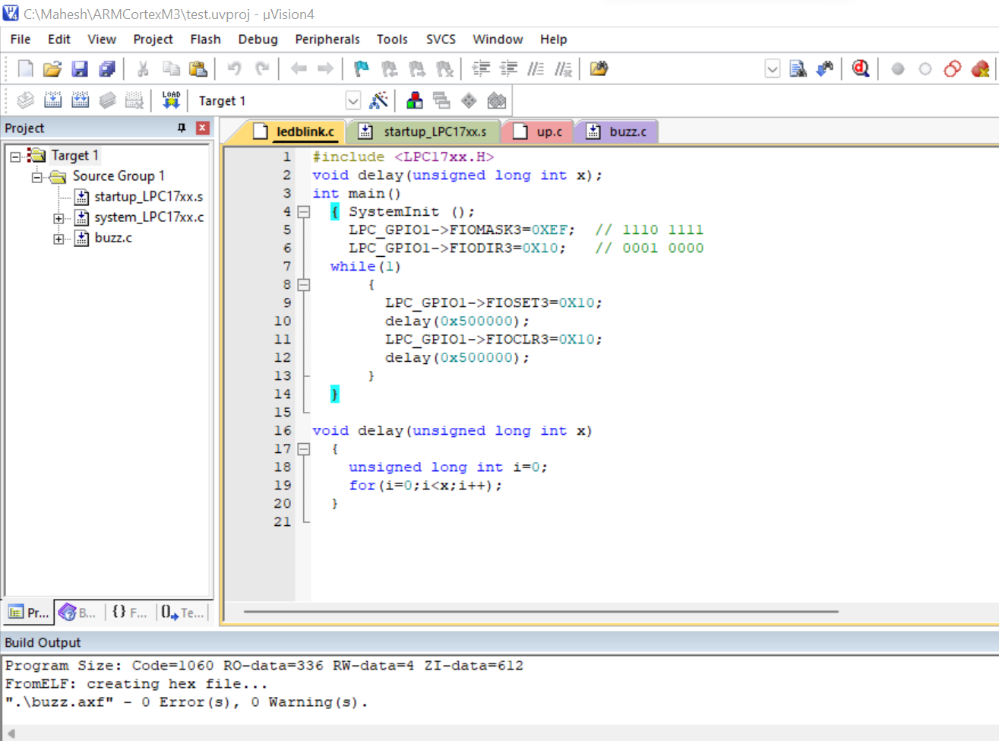 C:\Mahesh\ARMCortexM3\test.uvproj - µVision4
File Edit View Project Flash Debug Peripherals Tools SVCS Window Help
LOAD Target 1
Project
ledblink.c startup_LPC17xx.s up.c buzz.c
Target 1
Source Group 1
startup_LPC17xx.s
system_LPC17xx.c
buzz.c
1 #include <LPC17xx.H>
2 void delay(unsigned long int x);
3 int main()
4 { SystemInit ();
5 LPC_GPIO1->FIOMASK3=0XEF; // 1110 1111
6 LPC_GPIO1->FIODIR3=0X10; // 0001 0000
7 while(1)
8 {
9 LPC_GPIO1->FIOSET3=0X10;
10 delay(0x500000);
11 LPC_GPIO1->FIOCLR3=0X10;
12 delay(0x500000);
13 }
14 }
15
16 void delay(unsigned long int x)
17 {
18 unsigned long int i=0;
19 for(i=0;i<x;i++);
20 }
21
Pr... B... {} F... Te...
Build Output
Program Size: Code=1060 RO-data=336 RW-data=4 ZI-data=612
FromELF: creating hex file...
".\buzz.axf" - 0 Error(s), 0 Warning(s).